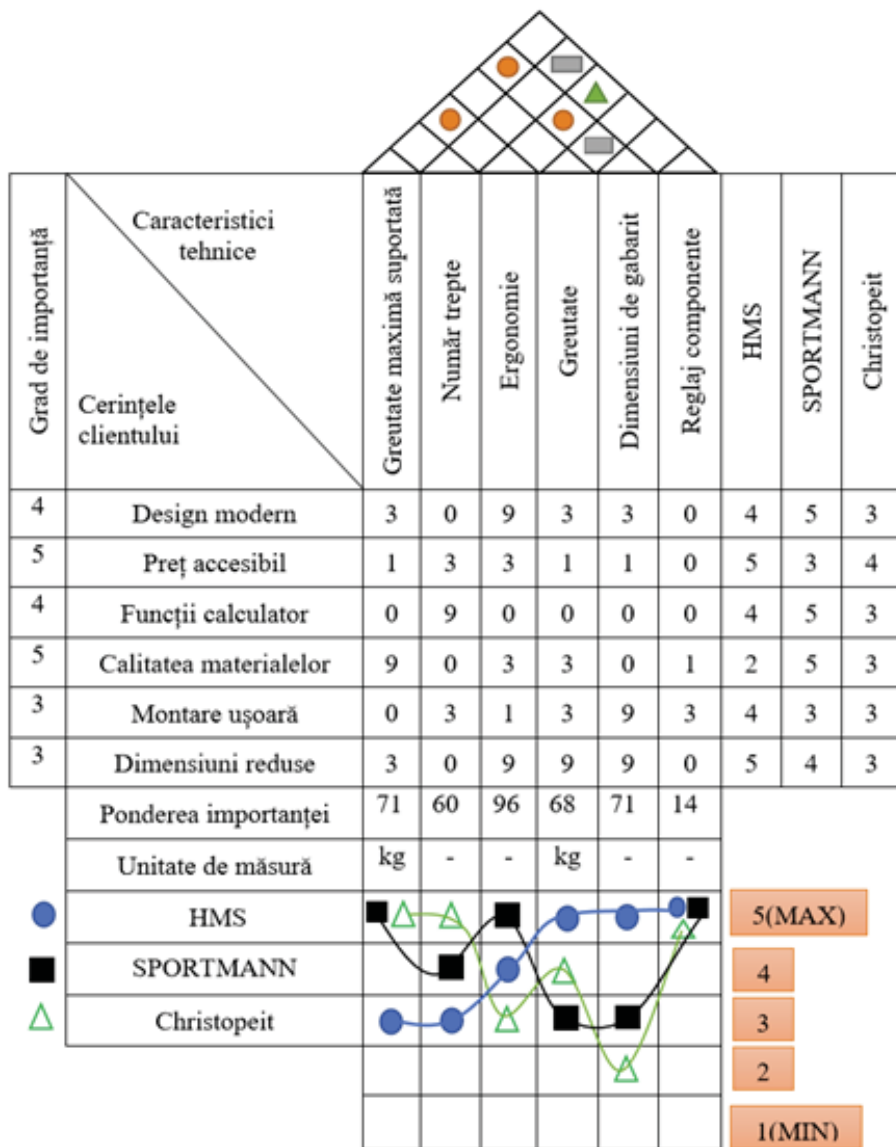 Grad de importanță
Caracteristici
tehnice
Cerințele
clientului
Greutate maximă suportată
Număr trepte
Ergonomie
Greutate
Dimensiuni de gabarit
Reglaj componente
HMS
SPORTMANN
Christopeit
4 Design modern 3 0 9 3 3 0 4 5 3
5 Preț accesibil 1 3 3 1 1 0 5 3 4
4 Funcții calculator 0 9 0 0 0 0 4 5 3
5 Calitatea materialelor 9 0 3 3 0 1 2 5 3
3 Montare ușoară 0 3 1 3 9 3 4 3 3
3 Dimensiuni reduse 3 0 9 9 9 0 5 4 3
Ponderea importanței 71 60 96 68 71 14
Unitate de măsură kg - - kg - -
HMS 5(MAX)
SPORTMANN 4
Christopeit 3
2
1(MIN)